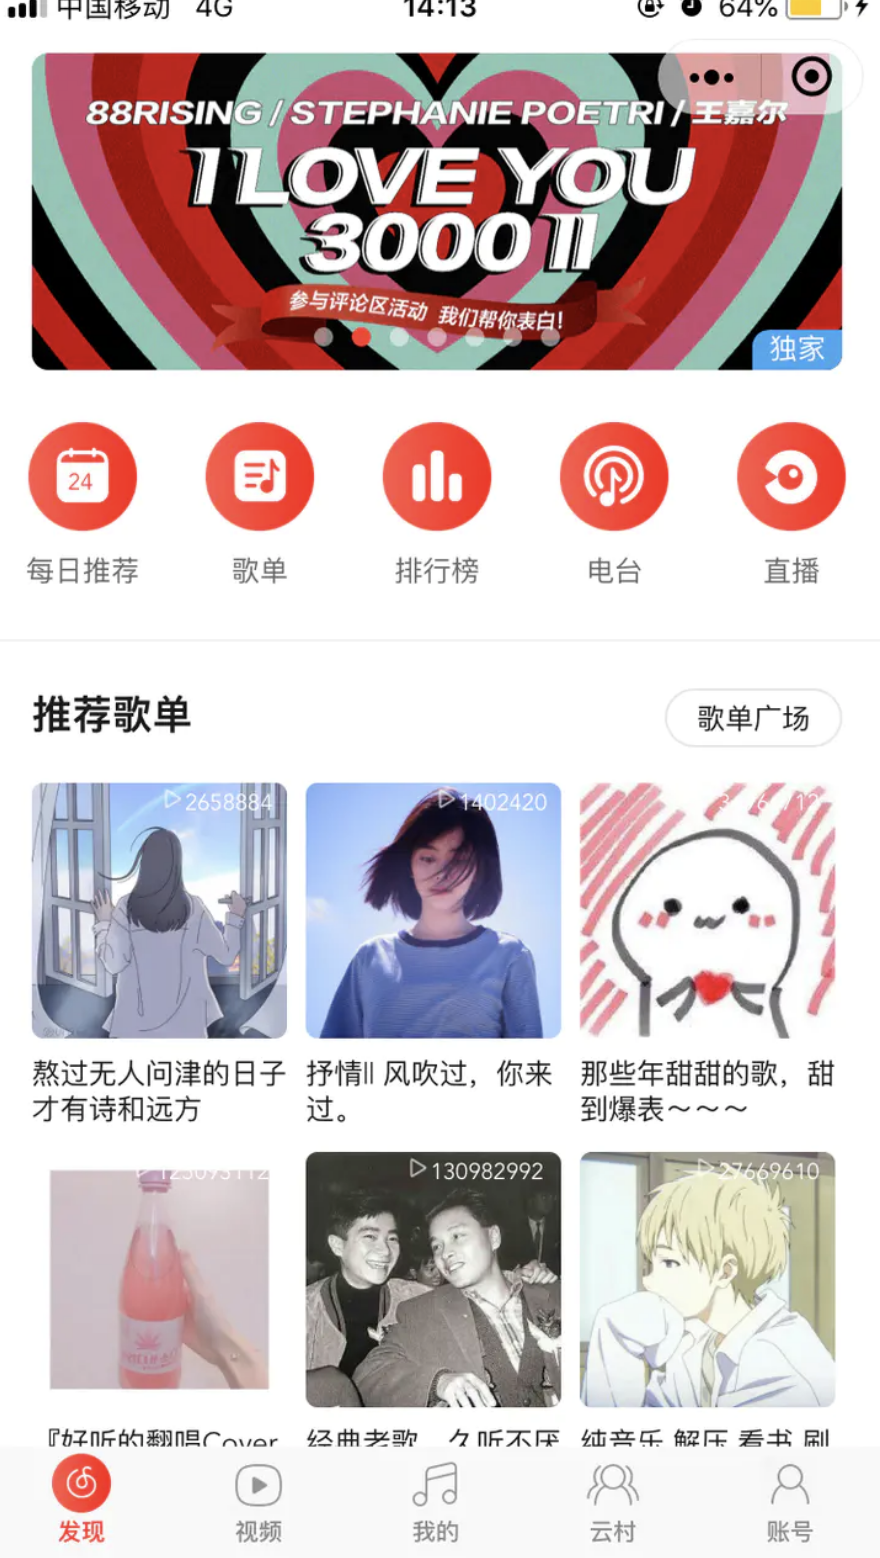 中国移动 4G 14:13 64%
88RISING / STEPHANIE POETRI / 王嘉尔
I LOVE YOU
3000 II
参与评论区活动 我们帮你表白!
独家
24
每日推荐 歌单 排行榜 电台 直播
推荐歌单 歌单广场
2658884 1402420
熬过无人问津的日子
才有诗和远方
抒情‖ 风吹过，你来
过。
那些年甜甜的歌，甜
到爆表～～～
130982992 27669610
『好听的翻唱Cover 经典老歌 久听不厌 纯音乐 解压 看书 刷
发现 视频 我的 云村 账号